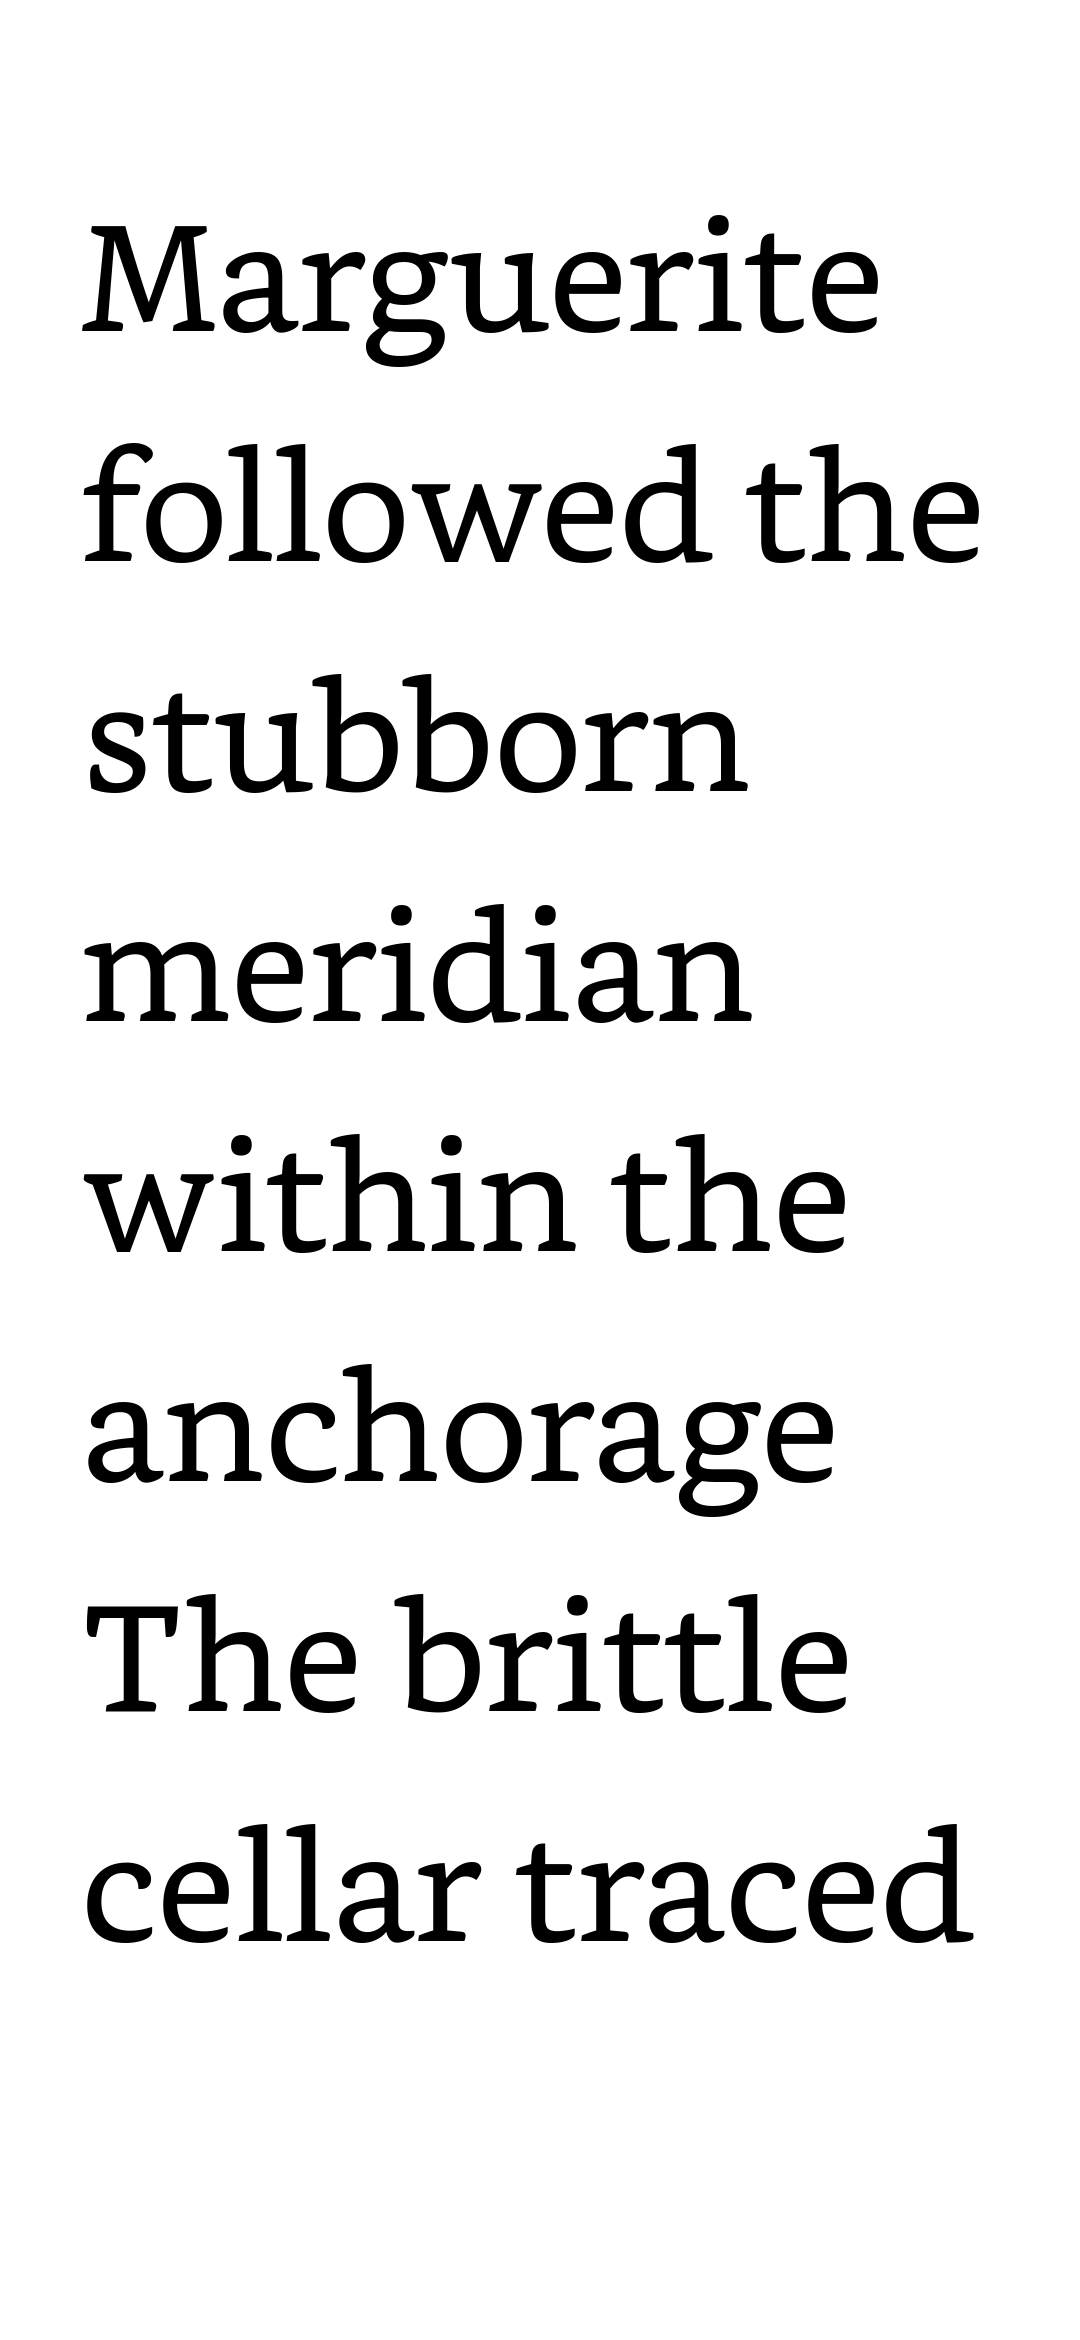 Marguerite
followed the
stubborn
meridian
within the
anchorage
The brittle
cellar traced